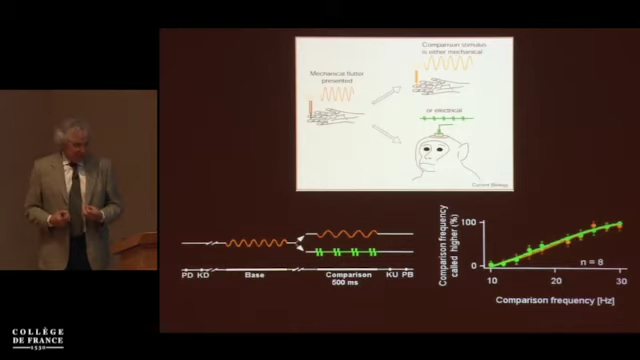 Mechanical flutter
presented
Comparison stimulus
is either mechanical
or electrical
Current Biology
PD KD Base Comparison KU PB
500 ms
Comparison frequency
called higher (%)
100
50
0
n = 8
10 20 30
Comparison frequency [Hz]
COLLÈGE
DE FRANCE
1530